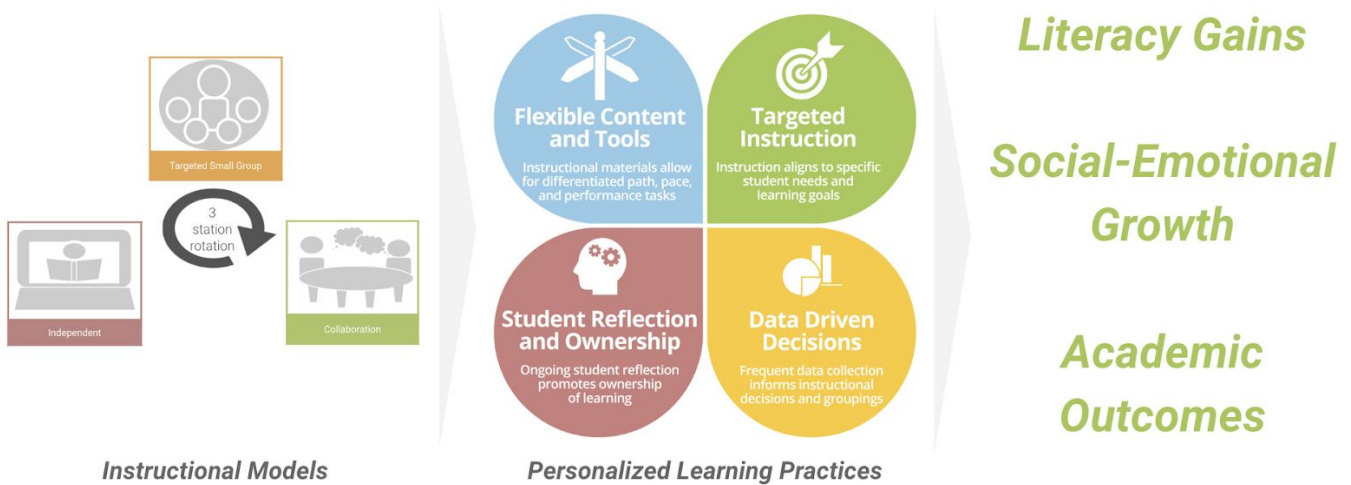 Targeted Small Group
3
station
rotation
Independent
Collaboration
Instructional Models
Flexible Content
and Tools
Instructional materials allow
for differentiated path, pace,
and performance tasks
Targeted
Instruction
Instruction aligns to specific
student needs and
learning goals
Student Reflection
and Ownership
Ongoing student reflection
promotes ownership
of learning
Data Driven
Decisions
Frequent data collection
informs instructional
decisions and groupings
Personalized Learning Practices
Literacy Gains
Social-Emotional
Growth
Academic
Outcomes